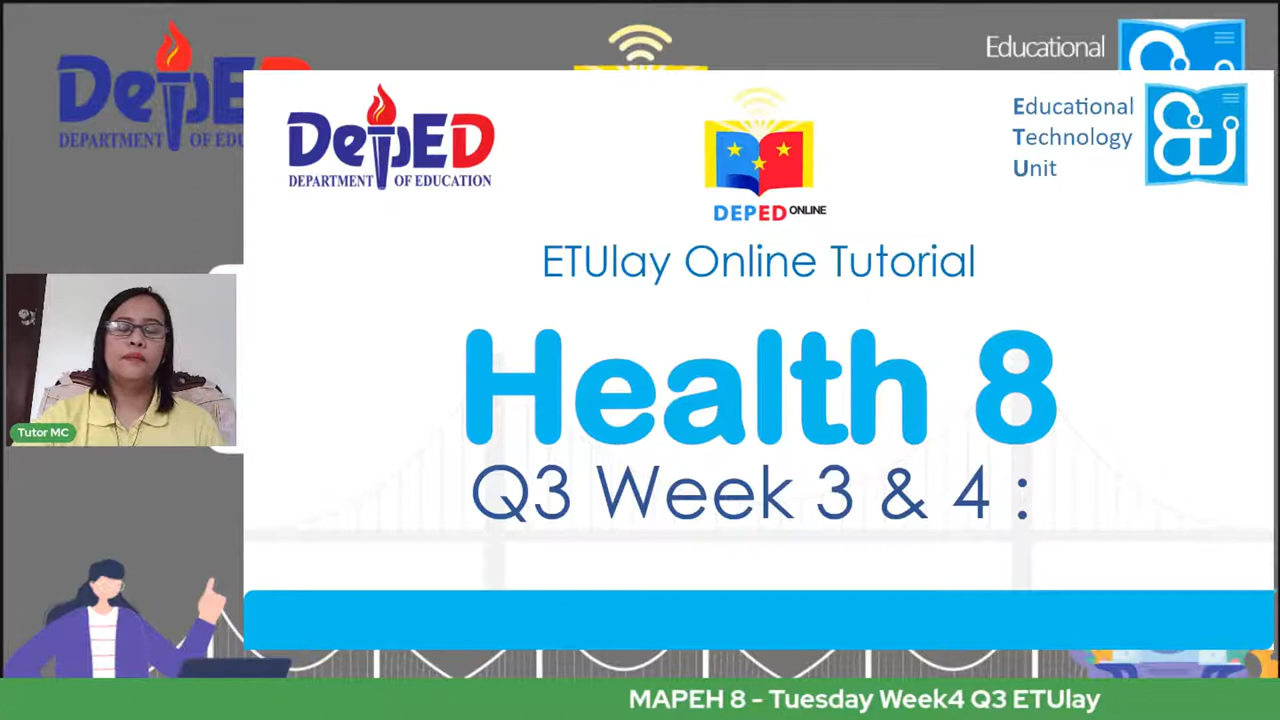 DepED
DEPARTMENT OF EDU
Educational
DepED
DEPARTMENT OF EDUCATION
DEPED ONLINE
Educational
Technology
Unit
ETUlay Online Tutorial
Health 8
Q3 Week 3 & 4 :
Tutor MC
MAPEH 8 - Tuesday Week4 Q3 ETUlay